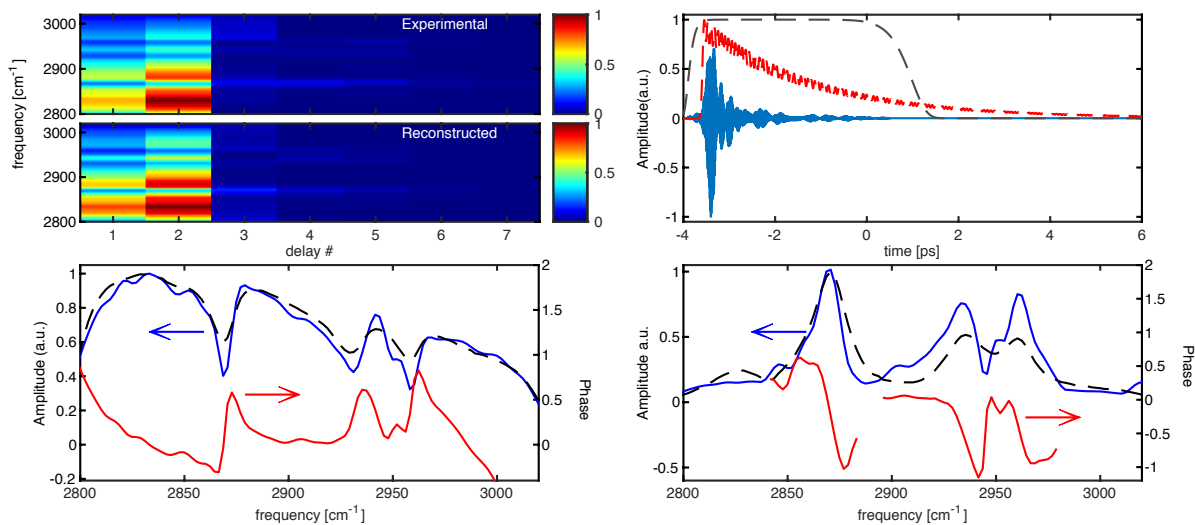 3000
2900
2800
Experimental
1
0.5
0
3000
2900
2800
Reconstructed
1
0.5
0
frequency [cm-1]
1 2 3 4 5 6 7
delay #
1
0.5
0
-0.5
-1
Amplitude(a.u.)
-4 -2 0 2 4 6
time [ps]
1
0.8
0.6
0.4
0.2
0
-0.2
Amplitude (a.u.)
2
1.5
1
0.5
0
Phase
2800 2850 2900 2950 3000
frequency [cm-1]
1
0.5
0
-0.5
Amplitude a.u.
2
1.5
1
0.5
0
-0.5
-1
Phase
2800 2850 2900 2950 3000
frequency [cm-1]